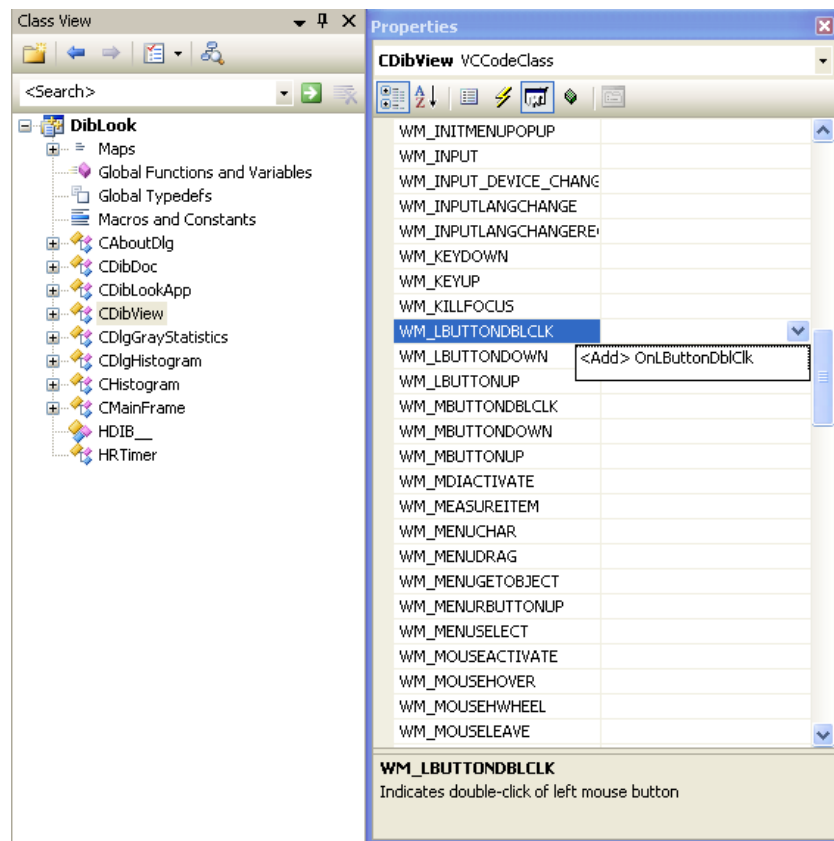 Class View
<Search>
DibLook
Maps
Global Functions and Variables
Global Typedefs
Macros and Constants
CAboutDlg
CDibDoc
CDibLookApp
CDibView
CDlgGrayStatistics
CDlgHistogram
CHistogram
CMainFrame
HDIB__
HRTimer
Properties
CDibView VCCodeClass
WM_INITMENUPOPUP
WM_INPUT
WM_INPUT_DEVICE_CHANG
WM_INPUTLANGCHANGE
WM_INPUTLANGCHANGERE
WM_KEYDOWN
WM_KEYUP
WM_KILLFOCUS
WM_LBUTTONDBLCLK
WM_LBUTTONDOWN <Add> OnLButtonDblClk
WM_LBUTTONUP
WM_MBUTTONDBLCLK
WM_MBUTTONDOWN
WM_MBUTTONUP
WM_MDIACTIVATE
WM_MEASUREITEM
WM_MENUCHAR
WM_MENUDRAG
WM_MENUGETOBJECT
WM_MENURBUTTONUP
WM_MENUSELECT
WM_MOUSEACTIVATE
WM_MOUSEHOVER
WM_MOUSEHWHEEL
WM_MOUSELEAVE
WM_LBUTTONDBLCLK
Indicates double-click of left mouse button